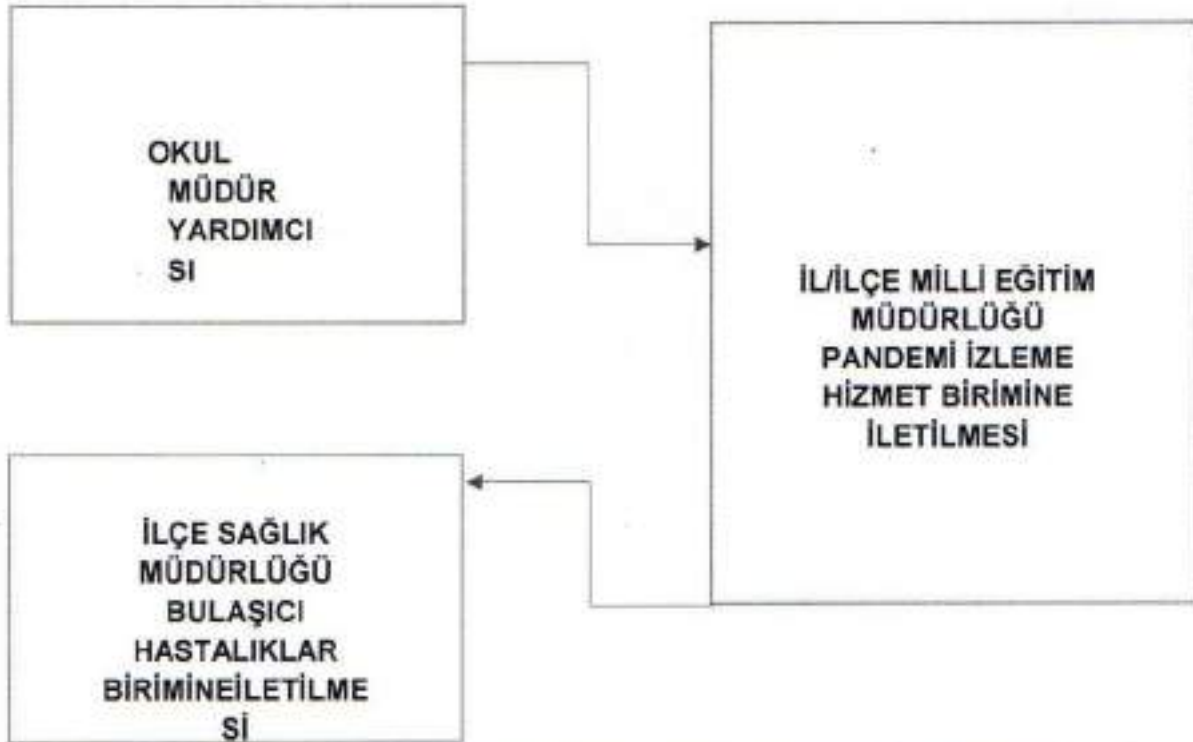 OKUL
MÜDÜR
YARDIMCI
SI
İL/İLÇE MİLLİ EĞİTİM
MÜDÜRLÜĞÜ
PANDEMİ İZLEME
HİZMET BİRİMİNE
İLETİLMESİ
İLÇE SAĞLIK
MÜDÜRLÜĞÜ
BULAŞICI
HASTALIKLAR
BİRİMİNEİLETİLME
Sİ